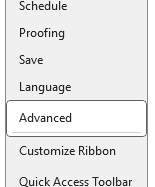 Schedule
Proofing
Save
Language
Advanced
Customize Ribbon
Quick Access Toolbar